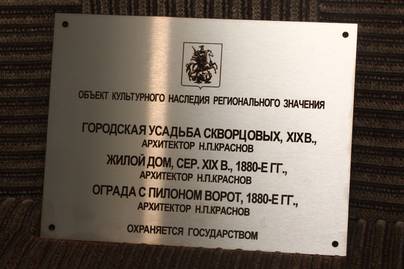 ОБЪЕКТ КУЛЬТУРНОГО НАСЛЕДИЯ РЕГИОНАЛЬНОГО ЗНАЧЕНИЯ
ГОРОДСКАЯ УСАДЬБА СКВОРЦОВЫХ, XIX В.,
АРХИТЕКТОР Н.П.КРАСНОВ
ЖИЛОЙ ДОМ, СЕР. XIX В., 1880-Е ГГ.,
АРХИТЕКТОР Н.П.КРАСНОВ
ОГРАДА С ПИЛОНОМ ВОРОТ, 1880-Е ГГ.,
АРХИТЕКТОР Н.П.КРАСНОВ
ОХРАНЯЕТСЯ ГОСУДАРСТВОМ